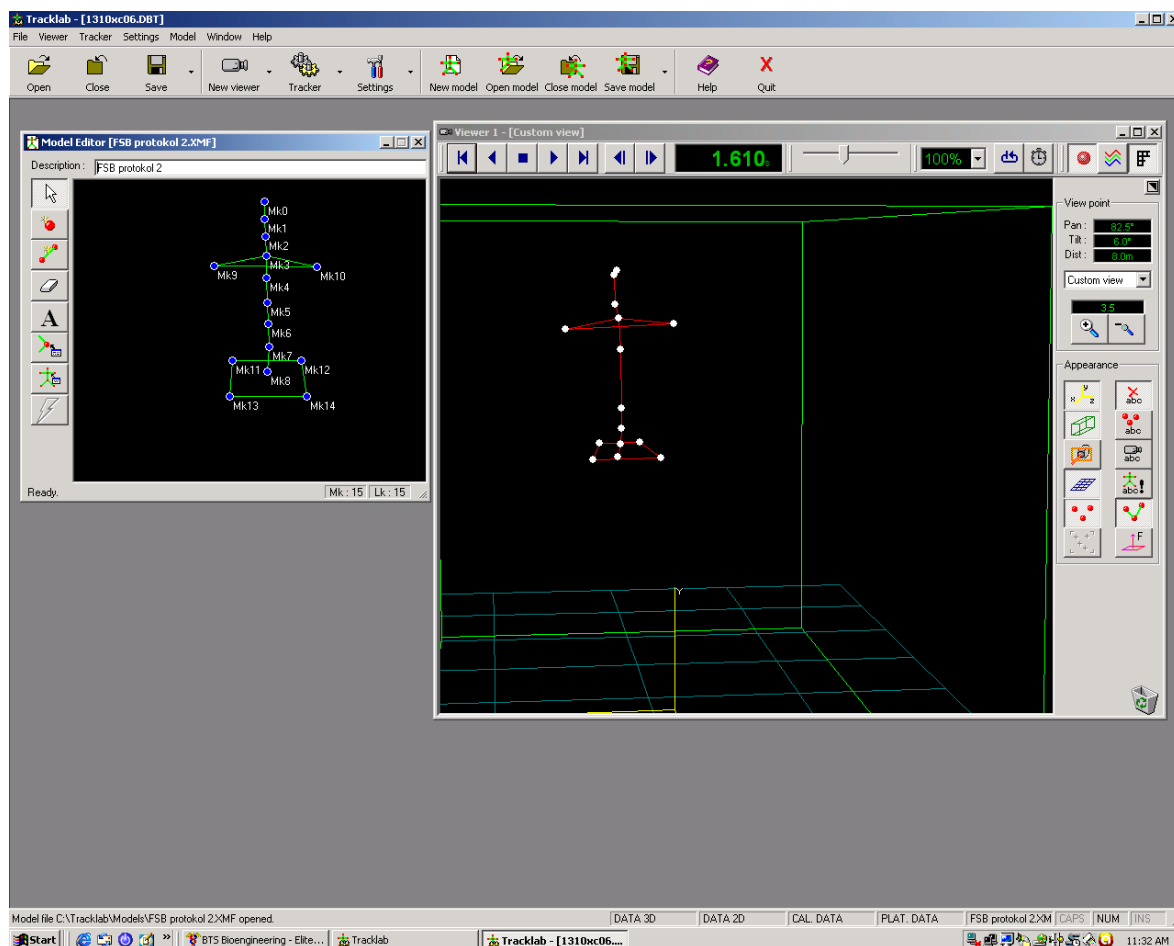 Tracklab - [1310xc06.DBT]
File Viewer Tracker Settings Model Window Help
Open Close Save New viewer Tracker Settings New model Open model Close model Save model Help Quit
Model Editor [FSB protokol 2.XMF]
Description : FSB protokol 2
Mk0
Mk1
Mk2
Mk3
Mk9 Mk10
Mk4
Mk5
Mk6
Mk7
Mk11 Mk12
Mk8
Mk13 Mk14
A
Ready. Mk : 15 Lk : 15
Viewer 1 - [Custom view]
1.610s 100%
Y
View point
Pan : 82.5°
Tilt : 6.0°
Dist : 8.0m
Custom view
3.5
Appearance
y x z abc
abc
abc
abc!
F
Model file C:\Tracklab\Models\FSB protokol 2.XMF opened. DATA 3D DATA 2D CAL. DATA PLAT. DATA FSB protokol 2.XM CAPS NUM INS
Start » BTS Bioengineering - Elite... Tracklab Tracklab - [1310xc06.... 11:32 AM